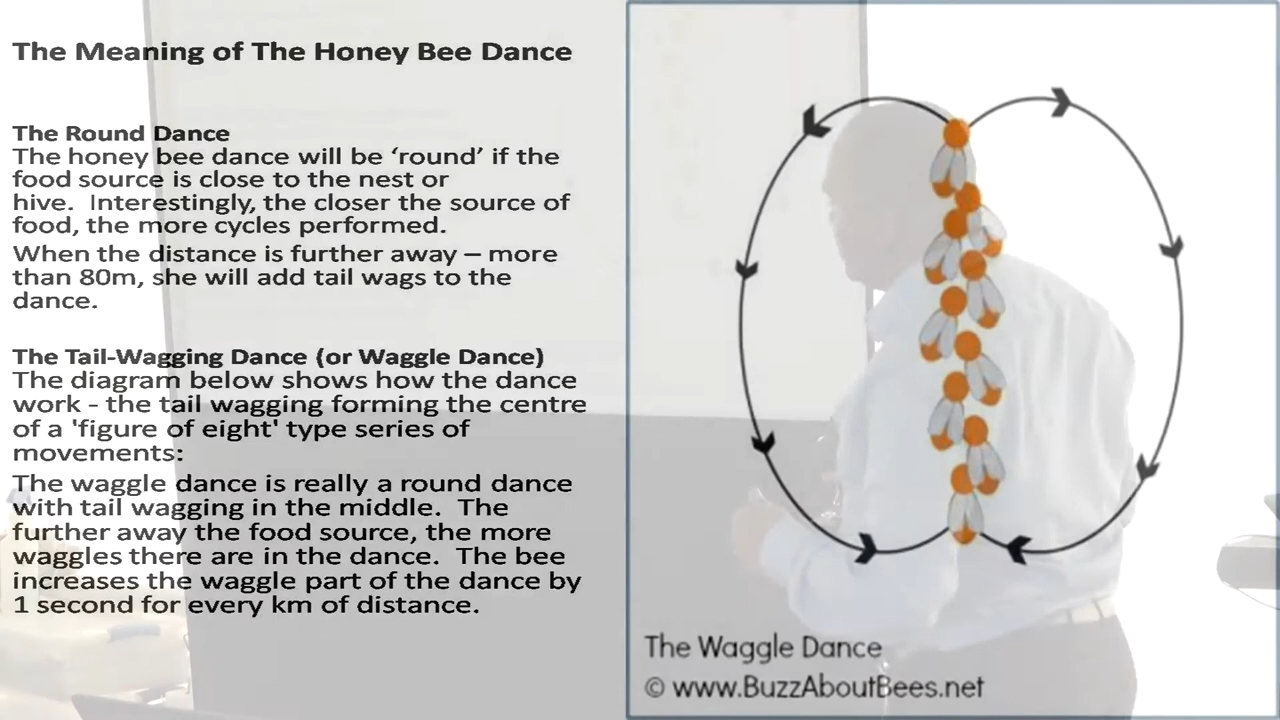 The Meaning of The Honey Bee Dance
The Round Dance
The honey bee dance will be ‘round’ if the
food source is close to the nest or
hive.  Interestingly, the closer the source of
food, the more cycles performed.
When the distance is further away – more
than 80m, she will add tail wags to the
dance.
The Tail-Wagging Dance (or Waggle Dance)
The diagram below shows how the dance
work - the tail wagging forming the centre
of a 'figure of eight' type series of
movements:
The waggle dance is really a round dance
with tail wagging in the middle.  The
further away the food source, the more
waggles there are in the dance.  The bee
increases the waggle part of the dance by
1 second for every km of distance.
The Waggle Dance
© www.BuzzAboutBees.net